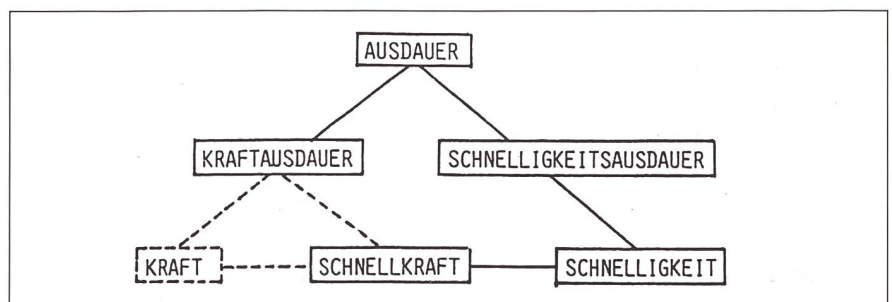 AUSDAUER
KRAFTAUSDAUER SCHNELLIGKEITSAUSDAUER
KRAFT SCHNELLKRAFT SCHNELLIGKEIT